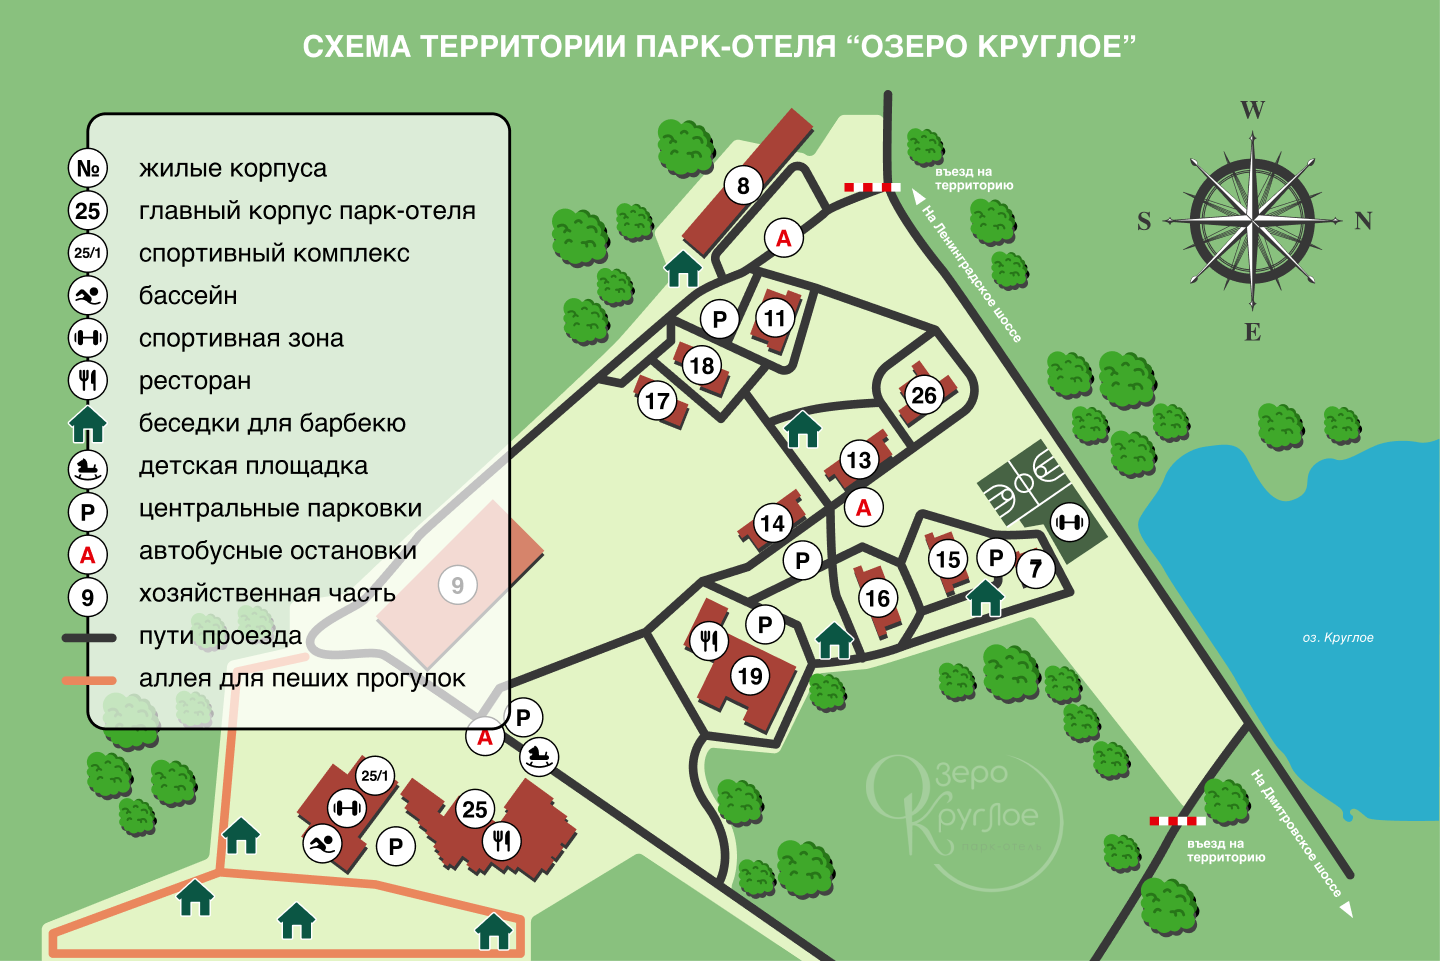 СХЕМА ТЕРРИТОРИИ ПАРК-ОТЕЛЯ “ОЗЕРО КРУГЛОЕ”
№ жилые корпуса
25 главный корпус парк-отеля
25/1 спортивный комплекс
бассейн
спортивная зона
ресторан
беседки для барбекю
детская площадка
P центральные парковки
А автобусные остановки
9 хозяйственная часть
пути проезда
аллея для пеших прогулок
W
S
N
E
въезд на
территорию
На Ленинградское шоссе
8
А
P
11
18
17
26
13
14
А
P
15
P
7
16
P
19
9
P
А
25/1
25
P
оз. Круглое
Озеро
Круглое
парк-отель
въезд на
территорию
На Дмитровское шоссе